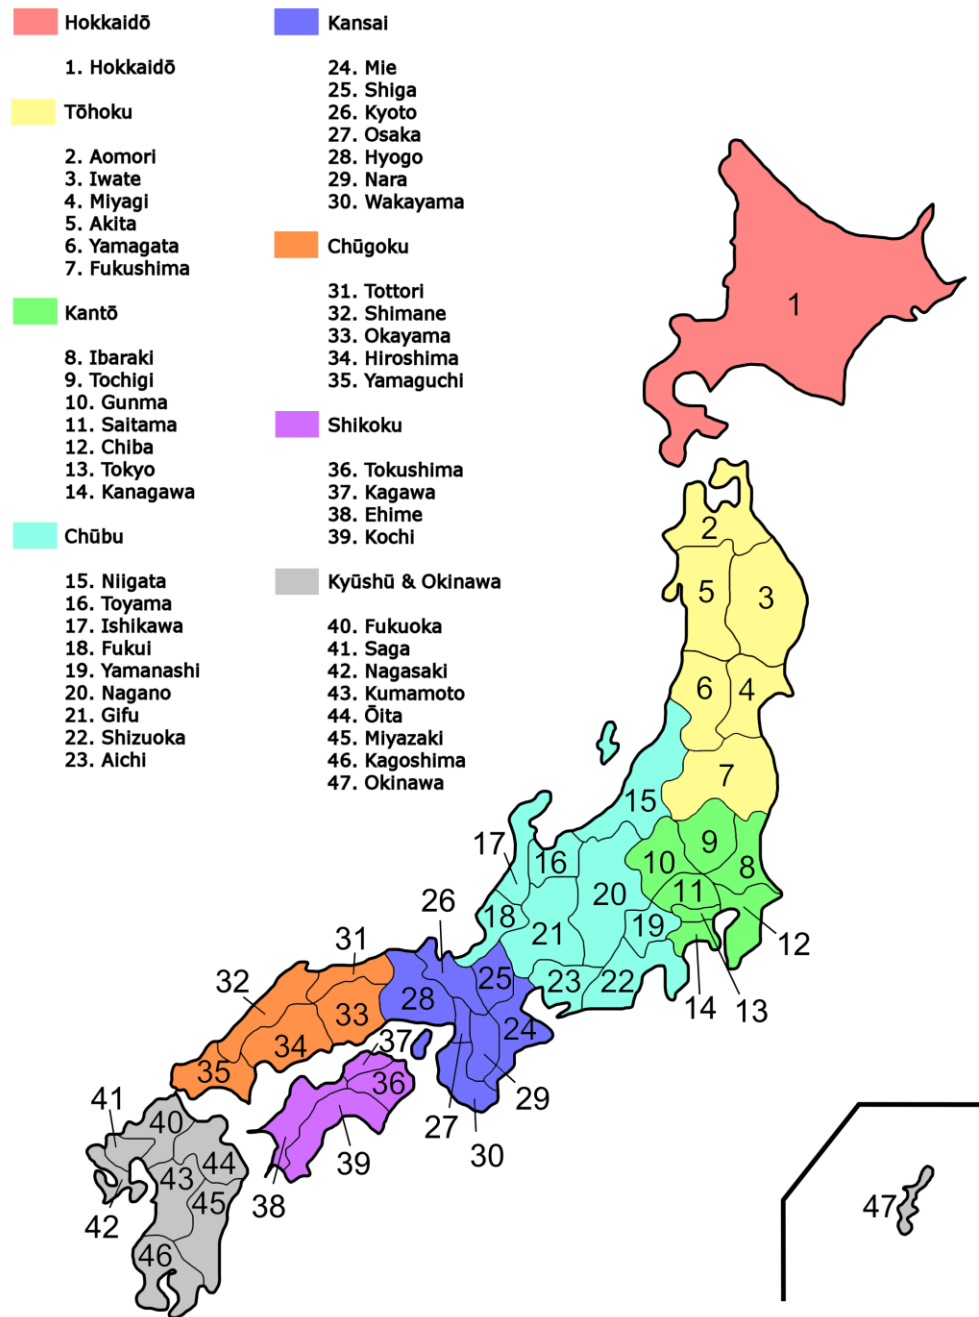 Hokkaidō
1. Hokkaidō
Tōhoku
2. Aomori
3. Iwate
4. Miyagi
5. Akita
6. Yamagata
7. Fukushima
Kantō
8. Ibaraki
9. Tochigi
10. Gunma
11. Saitama
12. Chiba
13. Tokyo
14. Kanagawa
Chūbu
15. Niigata
16. Toyama
17. Ishikawa
18. Fukui
19. Yamanashi
20. Nagano
21. Gifu
22. Shizuoka
23. Aichi
Kansai
24. Mie
25. Shiga
26. Kyoto
27. Osaka
28. Hyogo
29. Nara
30. Wakayama
Chūgoku
31. Tottori
32. Shimane
33. Okayama
34. Hiroshima
35. Yamaguchi
Shikoku
36. Tokushima
37. Kagawa
38. Ehime
39. Kochi
Kyūshū & Okinawa
40. Fukuoka
41. Saga
42. Nagasaki
43. Kumamoto
44. Ōita
45. Miyazaki
46. Kagoshima
47. Okinawa
1
2
5
3
6
4
7
15
9
17
16
10
8
20
11
18
26
21
19
12
31
32
25
23
22
28
14
13
33
24
34
37
35
36
29
41
40
27
30
39
44
43
38
45
47
42
46